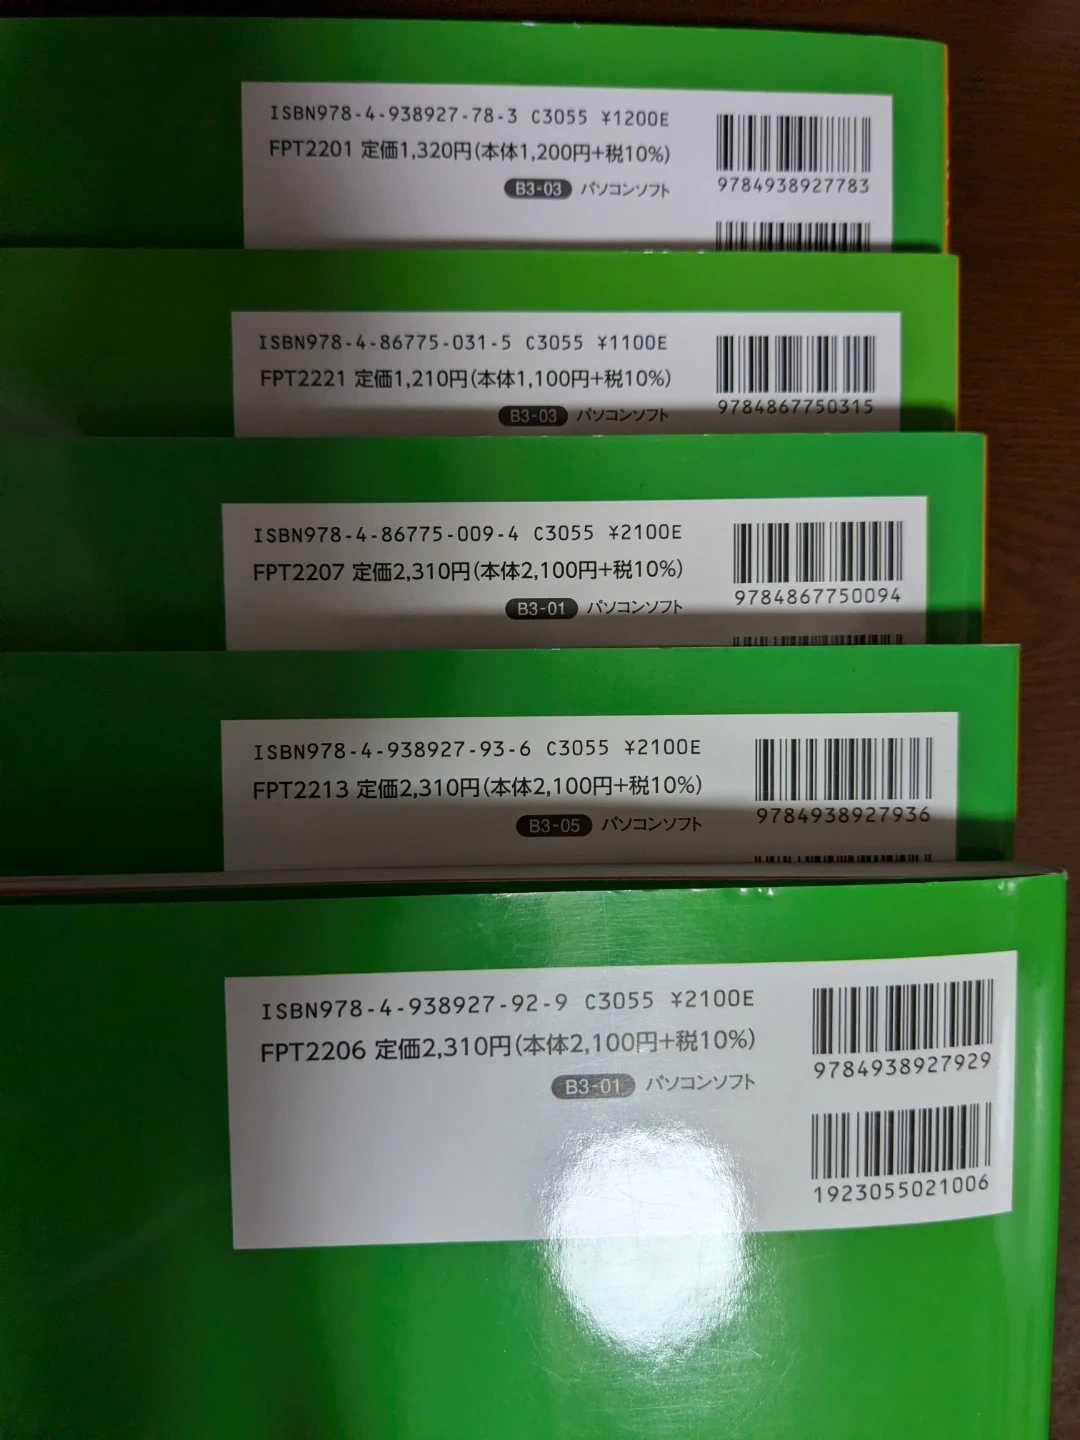 ISBN978-4-938927-78-3 C3055 ¥1200E
FPT2201 定価1,320円(本体1,200円+税10%)
B3-03 パソコンソフト
9784938927783
ISBN978-4-86775-031-5 C3055 ¥1100E
FPT2221 定価1,210円(本体1,100円+税10%)
B3-03 パソコンソフト
9784867750315
ISBN978-4-86775-009-4 C3055 ¥2100E
FPT2207 定価2,310円(本体2,100円+税10%)
B3-01 パソコンソフト
9784867750094
ISBN978-4-938927-93-6 C3055 ¥2100E
FPT2213 定価2,310円(本体2,100円+税10%)
B3-05 パソコンソフト
9784938927936
ISBN978-4-938927-92-9 C3055 ¥2100E
FPT2206 定価2,310円(本体2,100円+税10%)
B3-01 パソコンソフト
9784938927929
1923055021006